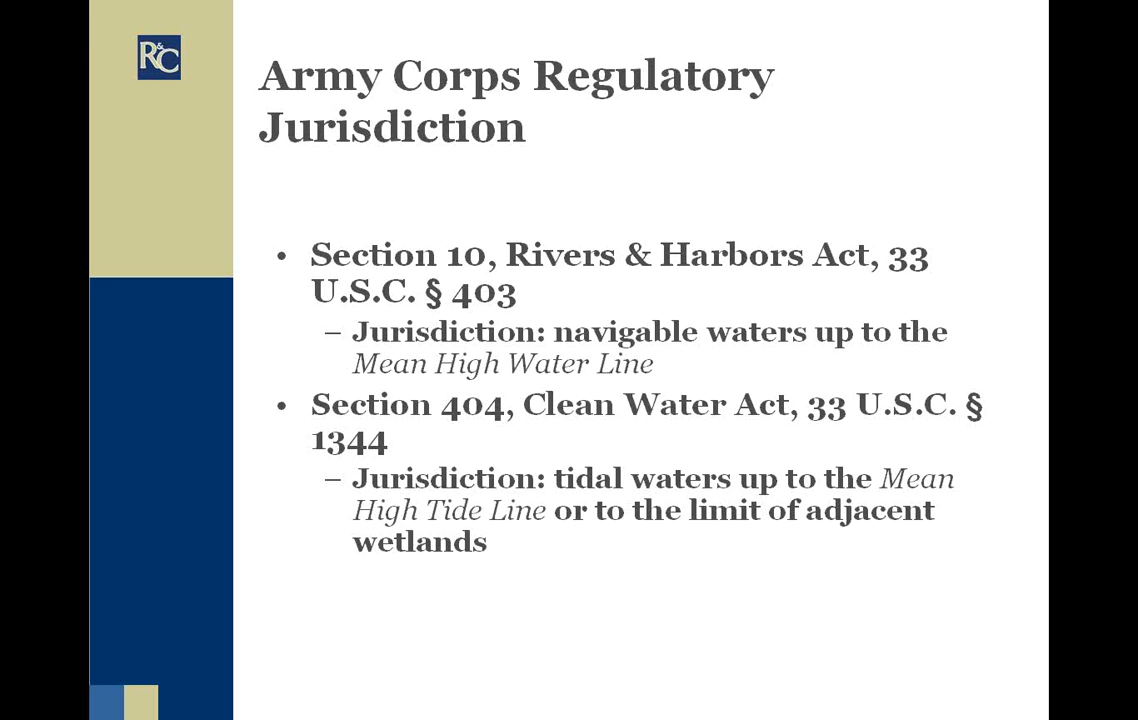 R&C
Army Corps Regulatory
Jurisdiction
• Section 10, Rivers & Harbors Act, 33
U.S.C. § 403
– Jurisdiction: navigable waters up to the
Mean High Water Line
• Section 404, Clean Water Act, 33 U.S.C. §
1344
– Jurisdiction: tidal waters up to the Mean
High Tide Line or to the limit of adjacent
wetlands